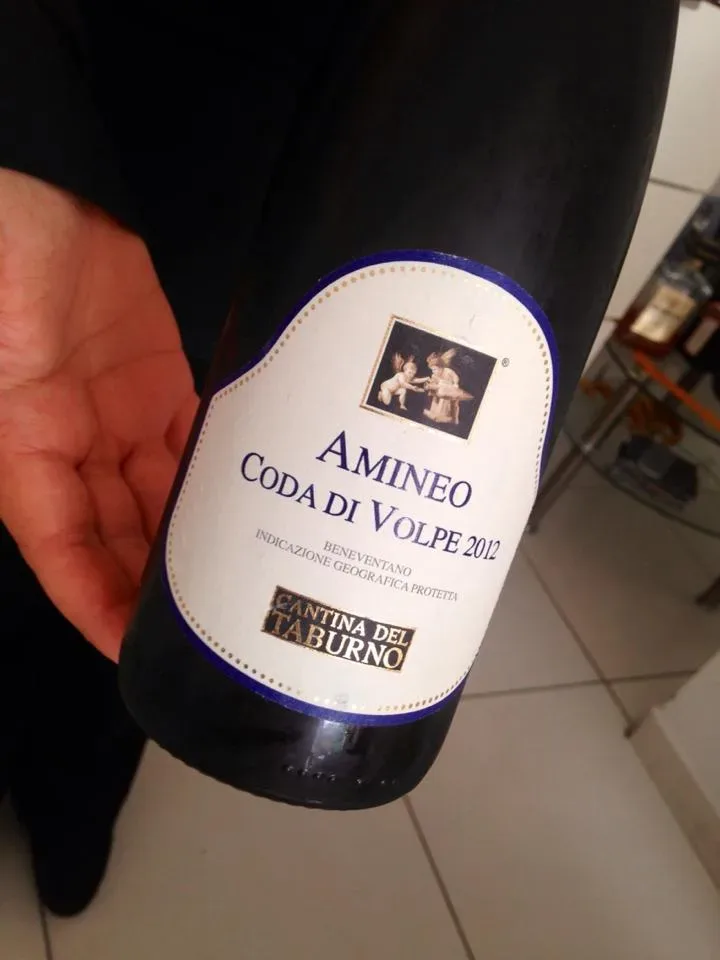 ®
AMINEO
CODA DI VOLPE 2012
BENEVENTANO
INDICAZIONE GEOGRAFICA PROTETTA
CANTINA DEL
TABURNO